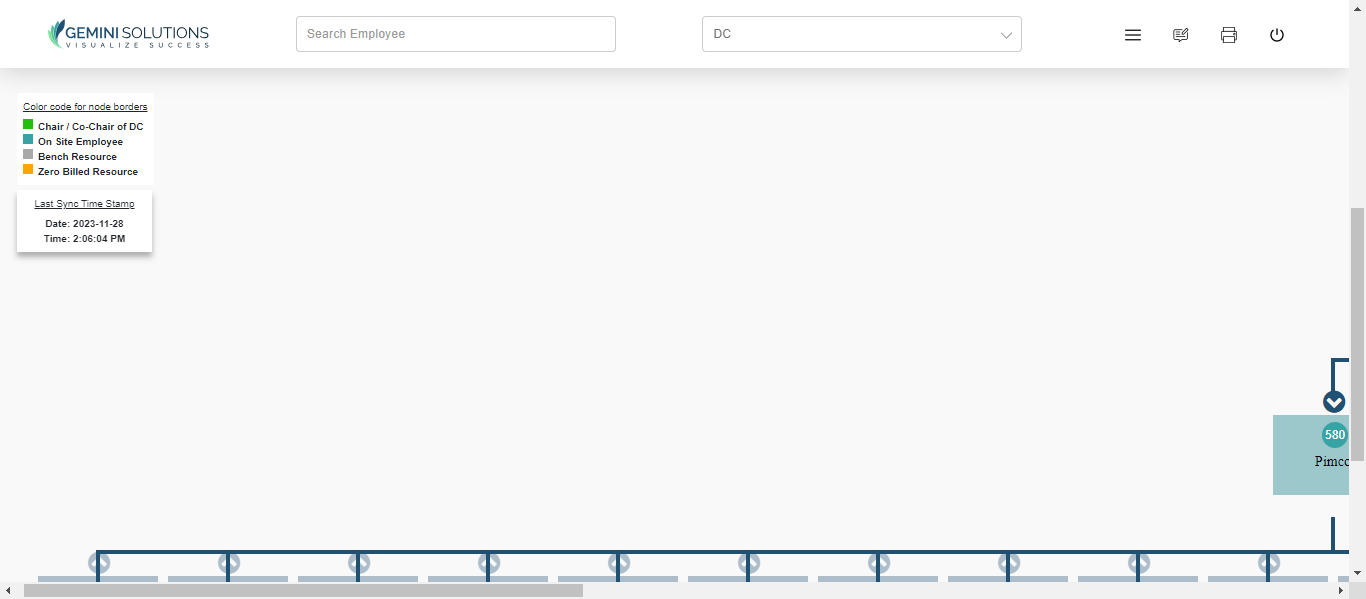 GEMINI SOLUTIONS
VISUALIZE SUCCESS
Search Employee
DC
Color code for node borders
Chair / Co-Chair of DC
On Site Employee
Bench Resource
Zero Billed Resource
Last Sync Time Stamp
Date: 2023-11-28
Time: 2:06:04 PM
580
Pimco